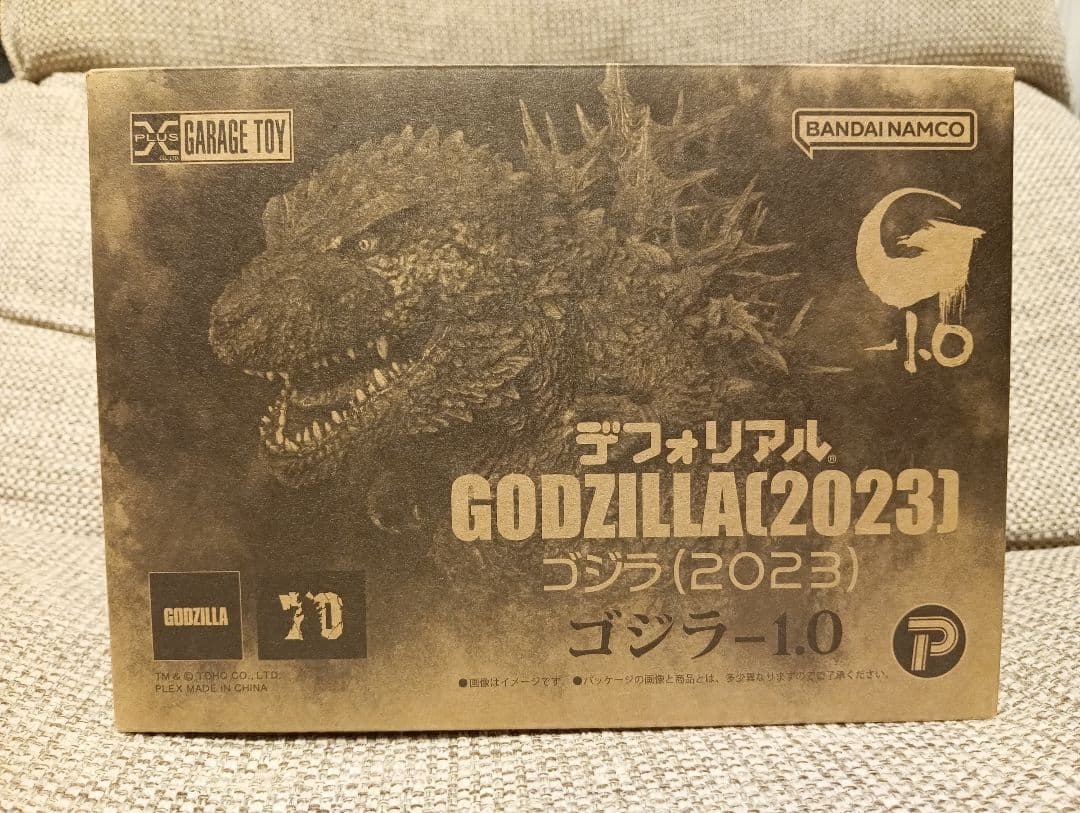 X PLUS CO., LTD. GARAGE TOY
BANDAI NAMCO
G
-1.0
デフォリアル®
GODZILLA(2023)
ゴジラ(2023)
ゴジラ-1.0
GODZILLA
70
P
TM & © TOHO CO., LTD.
PLEX MADE IN CHINA
●画像はイメージです。 ●パッケージの画像と商品とは、多少異なりますのでご了承ください。